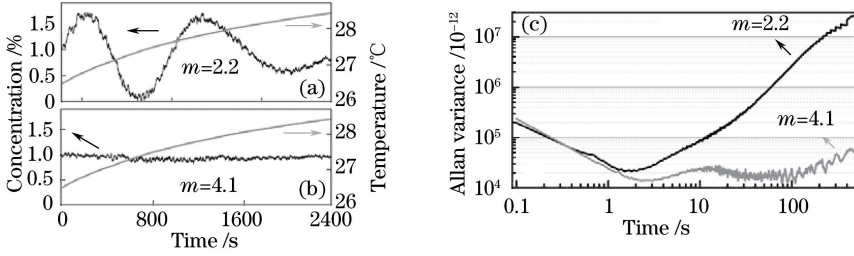 1.5
1.0
0.5
0
m=2.2
(a)
28
27
26
1.5
1.0
0.5
0
m=4.1
(b)
28
27
26
Concentration /%
Temperature /℃
0 800 1600 2400
Time /s
(c)
m=2.2
m=4.1
Allan variance /10⁻¹²
10⁷
10⁶
10⁵
10⁴
0.1 1 10 100
Time /s